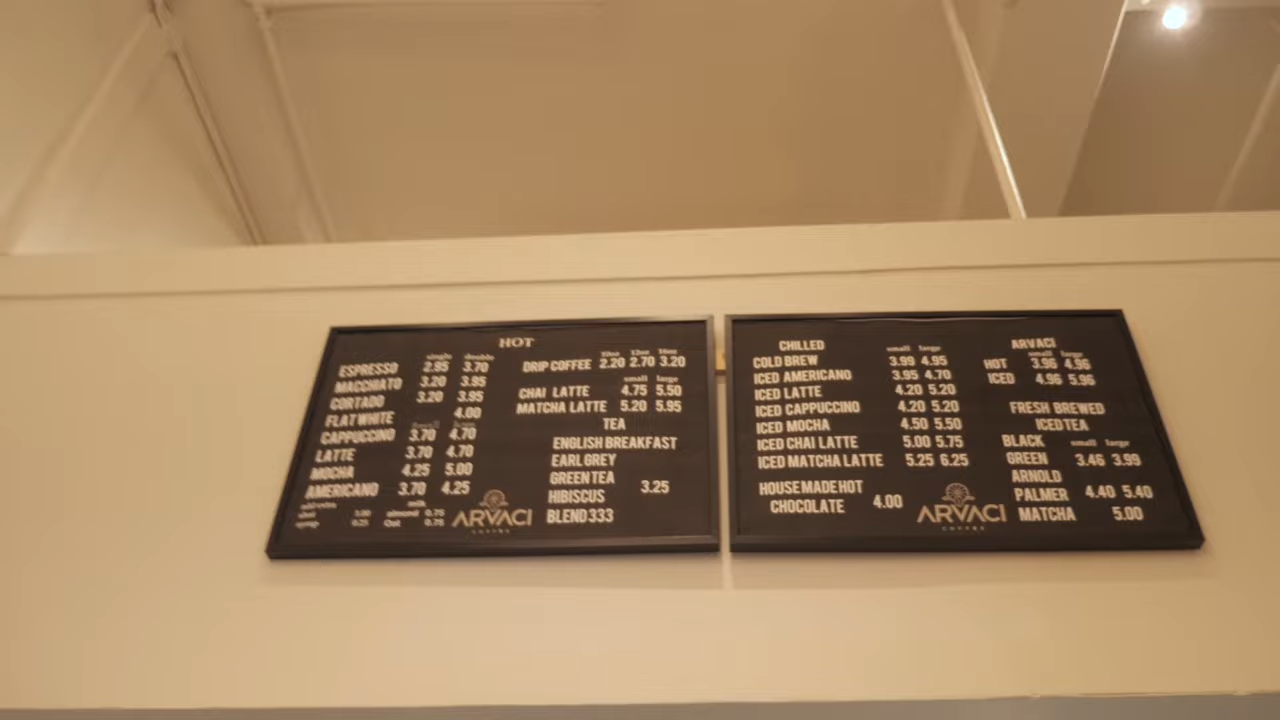 HOT
single double
ESPRESSO 2.95 3.70
MACCHIATO 3.20 3.95
CORTADO 3.20 3.95
FLAT WHITE 4.00
CAPPUCCINO 3.70 4.70
LATTE 3.70 4.70
MOCHA 4.25 5.00
AMERICANO 3.70 4.25
milk
almond 0.75
Oat 0.75
10oz 12oz 16oz
DRIP COFFEE 2.20 2.70 3.20
small large
CHAI LATTE 4.75 5.50
MATCHA LATTE 5.20 5.95
TEA
ENGLISH BREAKFAST
EARL GREY
GREEN TEA
HIBISCUS 3.25
BLEND 333
ARVACI
COFFEE
CHILLED
small large
COLD BREW 3.99 4.95
ICED AMERICANO 3.95 4.70
ICED LATTE 4.20 5.20
ICED CAPPUCCINO 4.20 5.20
ICED MOCHA 4.50 5.50
ICED CHAI LATTE 5.00 5.75
ICED MATCHA LATTE 5.25 6.25
HOUSE MADE HOT
CHOCOLATE 4.00
ARVACI
COFFEE
ARVACI
small large
HOT 3.96 4.96
ICED 4.96 5.96
FRESH BREWED
ICED TEA
small large
BLACK
GREEN 3.46 3.99
ARNOLD
PALMER 4.40 5.40
MATCHA 5.00